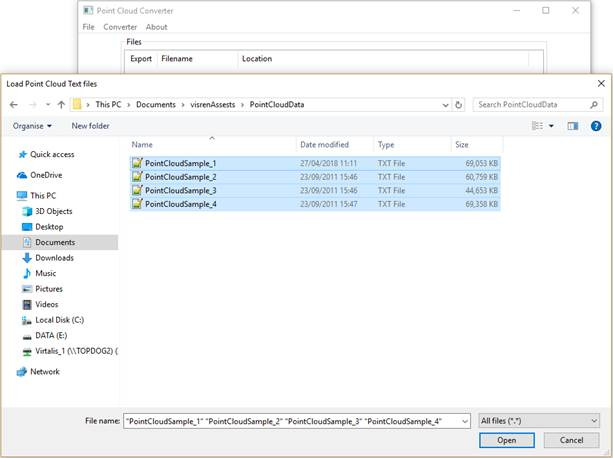 Point Cloud Converter
File Converter About
Files
Export Filename Location
Load Point Cloud Text files
This PC Documents visrenAssests PointCloudData Search PointCloudData
Organise New folder
Name Date modified Type Size
Quick access
OneDrive
This PC
3D Objects
Desktop
Documents
Downloads
Music
Pictures
Videos
Local Disk (C:)
DATA (E:)
Virtalis_1 (\\TOPDOG2) (
Network
PointCloudSample_1 27/04/2018 11:11 TXT File 69,053 KB
PointCloudSample_2 23/09/2011 15:46 TXT File 60,759 KB
PointCloudSample_3 23/09/2011 15:46 TXT File 44,653 KB
PointCloudSample_4 23/09/2011 15:47 TXT File 69,358 KB
File name: "PointCloudSample_1" "PointCloudSample_2" "PointCloudSample_3" "PointCloudSample_4" All files (*.*)
Open Cancel